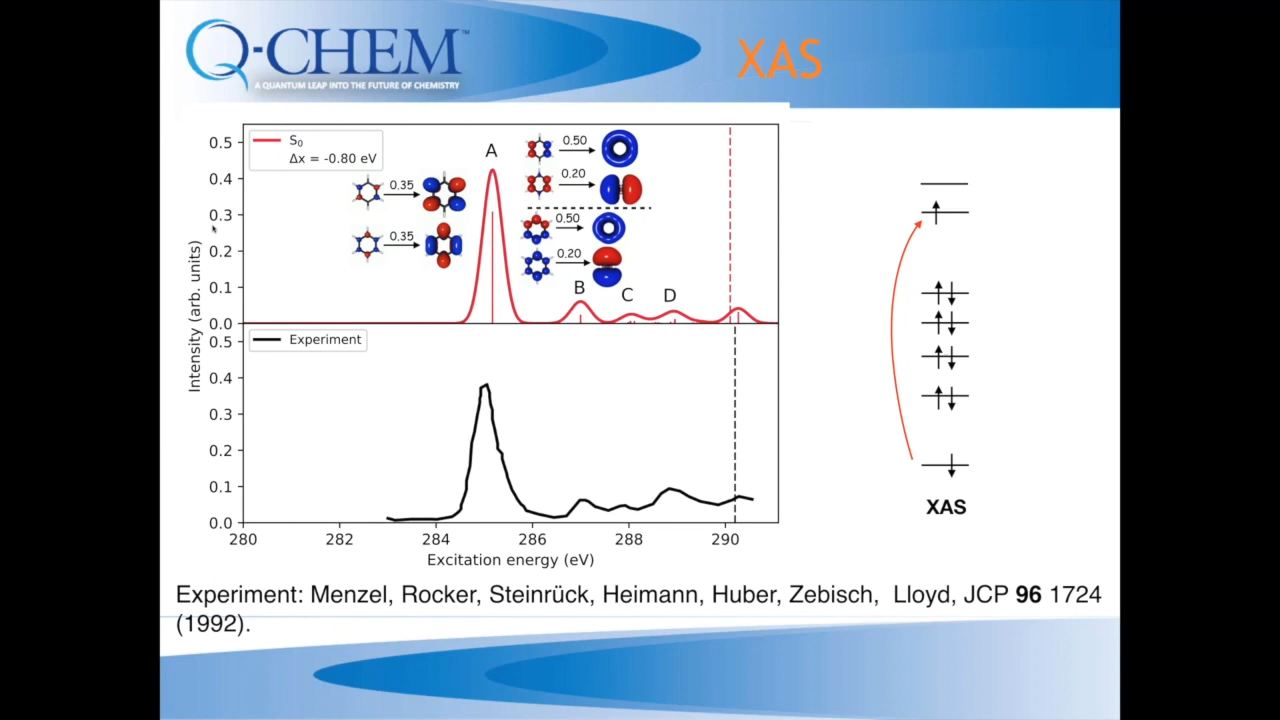 Q-CHEM™
A QUANTUM LEAP INTO THE FUTURE OF CHEMISTRY
XAS
S₀
Δx = -0.80 eV
A
B
C
D
0.35
0.35
0.50
0.20
0.50
0.20
0.5
0.4
0.3
0.2
0.1
0.0
Experiment
0.5
0.4
0.3
0.2
0.1
0.0
Intensity (arb. units)
280 282 284 286 288 290
Excitation energy (eV)
XAS
Experiment: Menzel, Rocker, Steinrück, Heimann, Huber, Zebisch, Lloyd, JCP 96 1724
(1992).